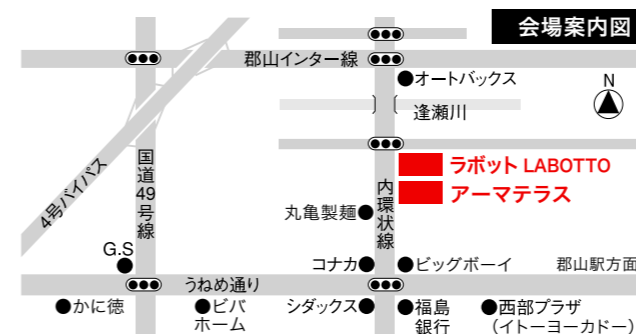 会場案内図
郡山インター線
オートバックス
N
逢瀬川
4号バイパス
国道49号線
内環状線
ラボット LABOTTO
アーマテラス
丸亀製麺
G.S
コナカ
ビッグボーイ
郡山駅方面
うねめ通り
かに徳
ビバ
ホーム
シダックス
福島
銀行
西部プラザ
(イトーヨーカドー)